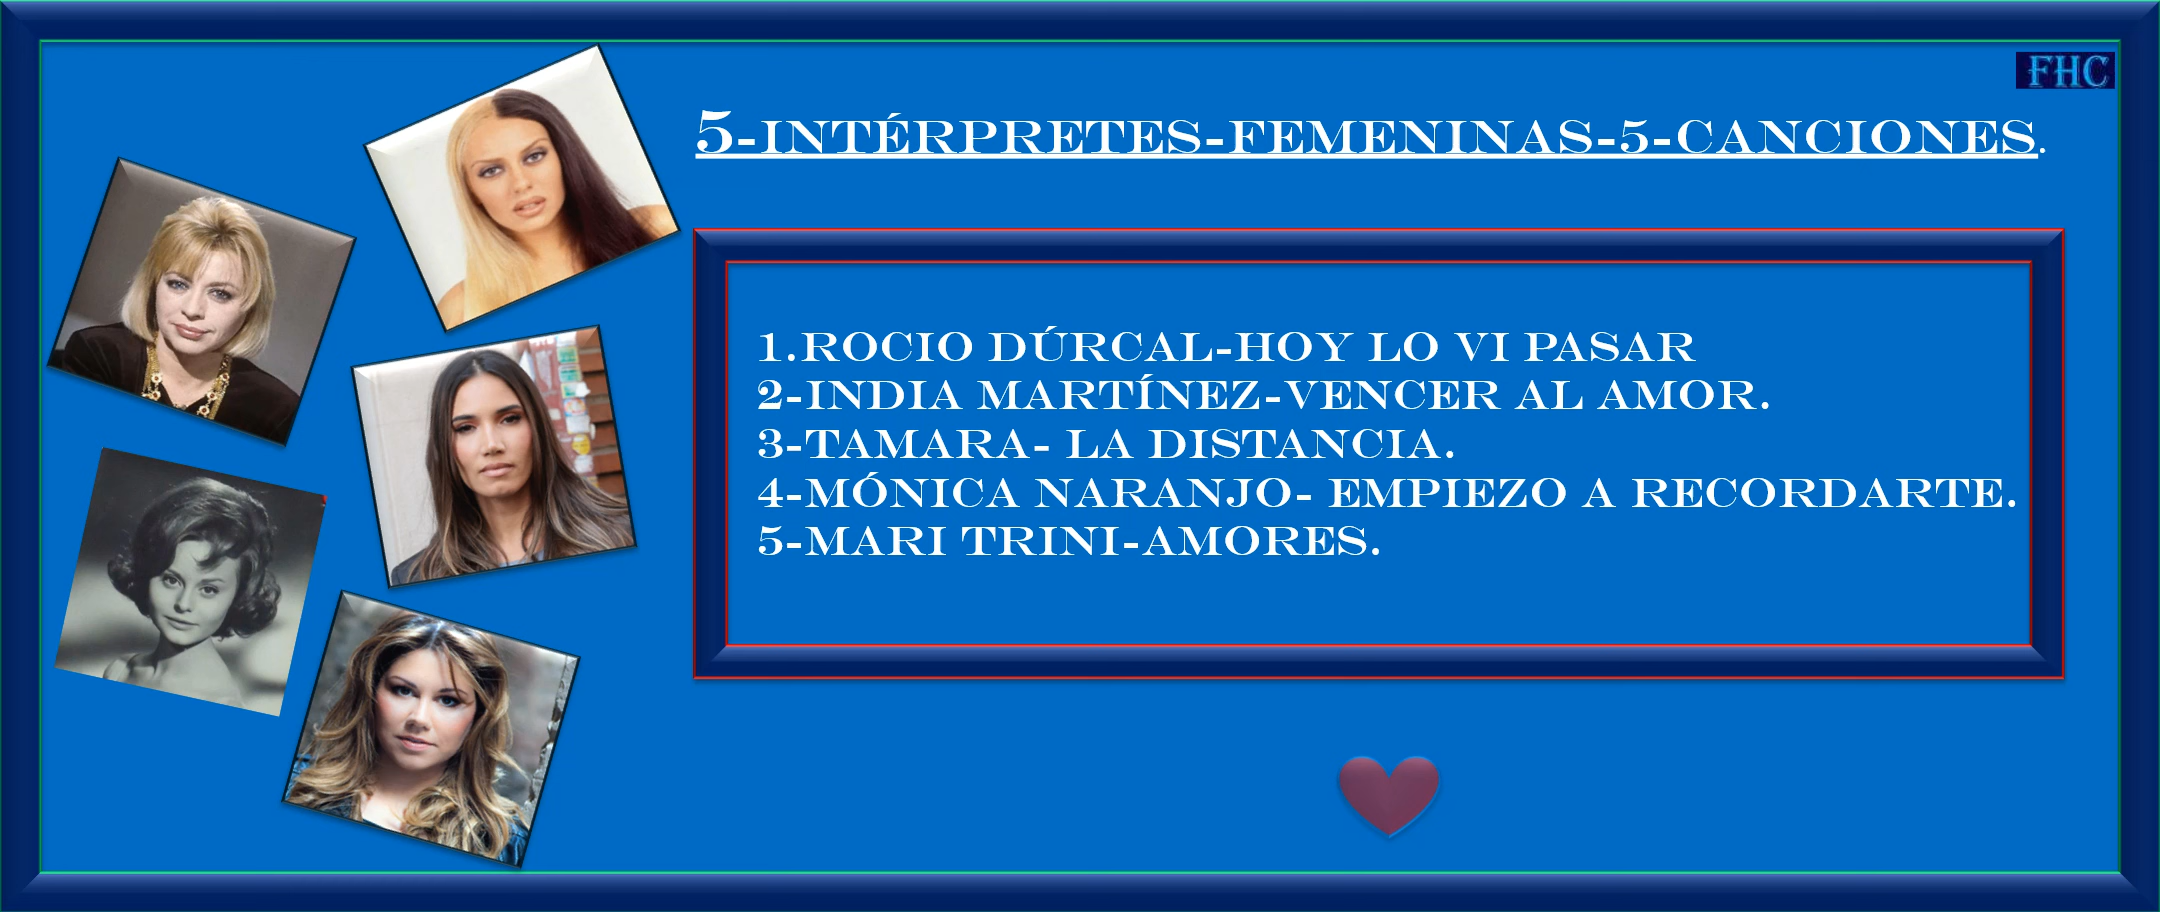 FHC
5-INTÉRPRETES-FEMENINAS-5-CANCIONES.
1.ROCIO DÚRCAL-HOY LO VI PASAR
2-INDIA MARTÍNEZ-VENCER AL AMOR.
3-TAMARA- LA DISTANCIA.
4-MÓNICA NARANJO- EMPIEZO A RECORDARTE.
5-MARI TRINI-AMORES.